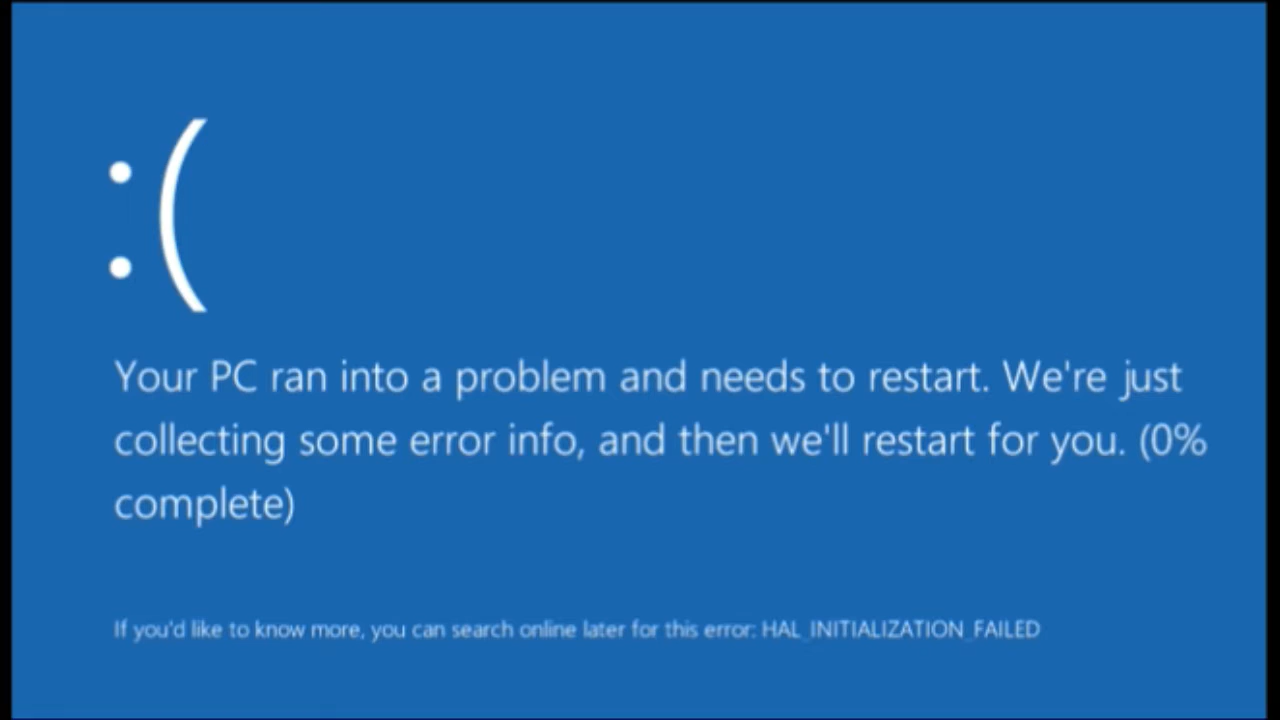 :(
Your PC ran into a problem and needs to restart. We're just
collecting some error info, and then we'll restart for you. (0%
complete)
If you'd like to know more, you can search online later for this error: HAL_INITIALIZATION_FAILED